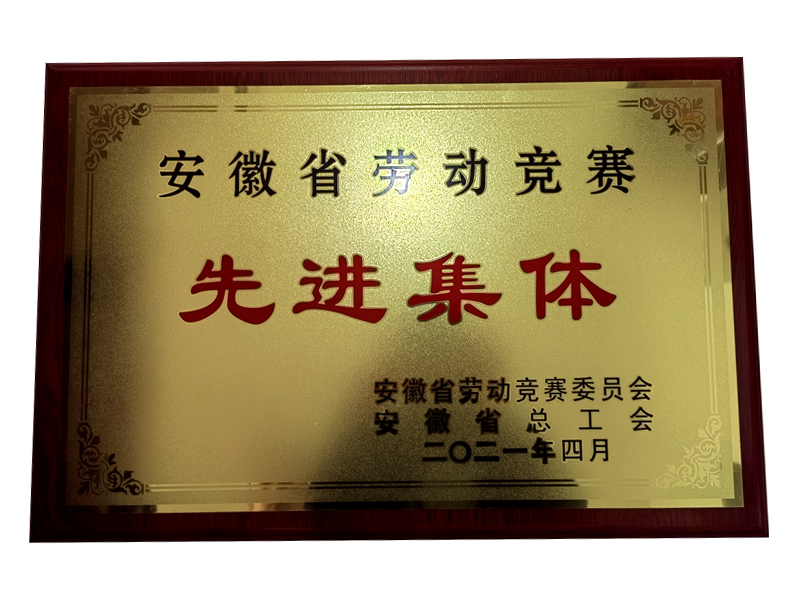 安徽省劳动竞赛
先进集体
安徽省劳动竞赛委员会
安徽省总工会
二〇二一年四月